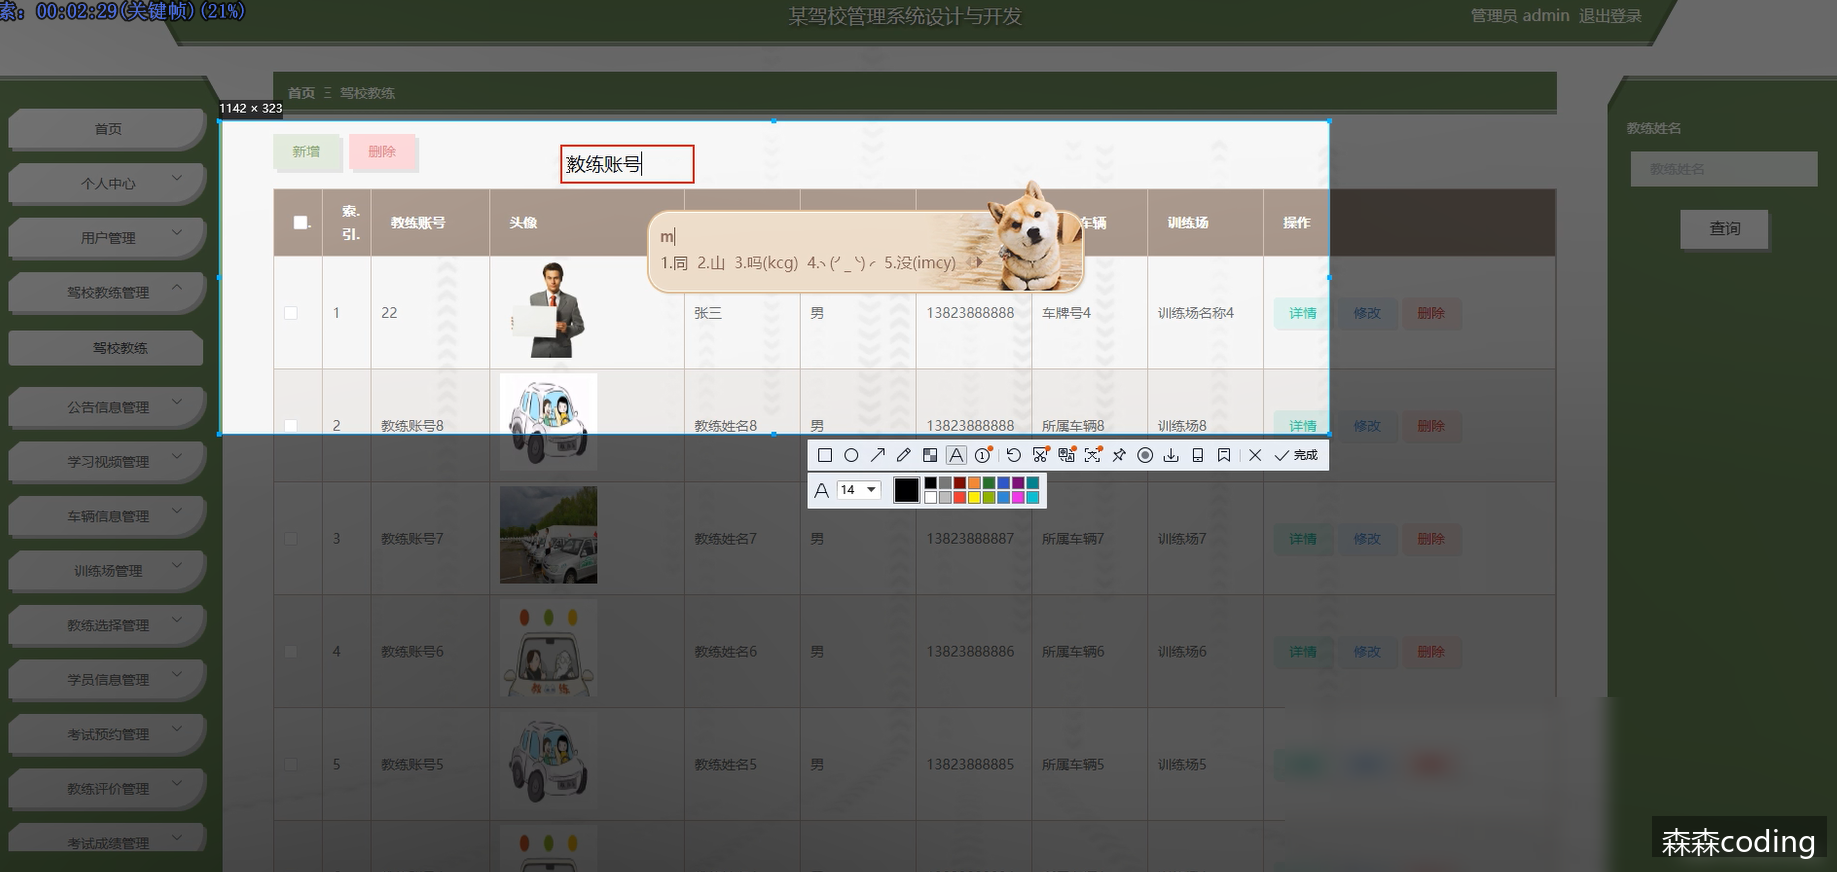 索: 00:02:29(关键帧)(21%)
某驾校管理系统设计与开发
管理员 admin 退出登录
首页 驾校教练
1142 × 323
首页
个人中心
用户管理
驾校教练管理
驾校教练
公告信息管理
学习视频管理
车辆信息管理
训练场管理
教练选择管理
学员信息管理
考试预约管理
教练评价管理
考试成绩管理
新增 删除
教练账号
索.
引.
教练账号 头像 车辆 训练场 操作
m
1.同 2.山 3.吗(kcg) 5.没(imcy)
1 22 张三 男 13823888888 车牌号4 训练场名称4 详情 修改 删除
2 教练账号8 教练姓名8 男 13823888888 所属车辆8 训练场8 详情 修改 删除
A 1 完成
A 14
3 教练账号7 教练姓名7 男 13823888887 所属车辆7 训练场7 详情 修改 删除
4 教练账号6 教练姓名6 男 13823888886 所属车辆6 训练场6 详情 修改 删除
教 练
5 教练账号5 教练姓名5 男 13823888885 所属车辆5 训练场5
教练姓名
教练姓名
查询
森森coding